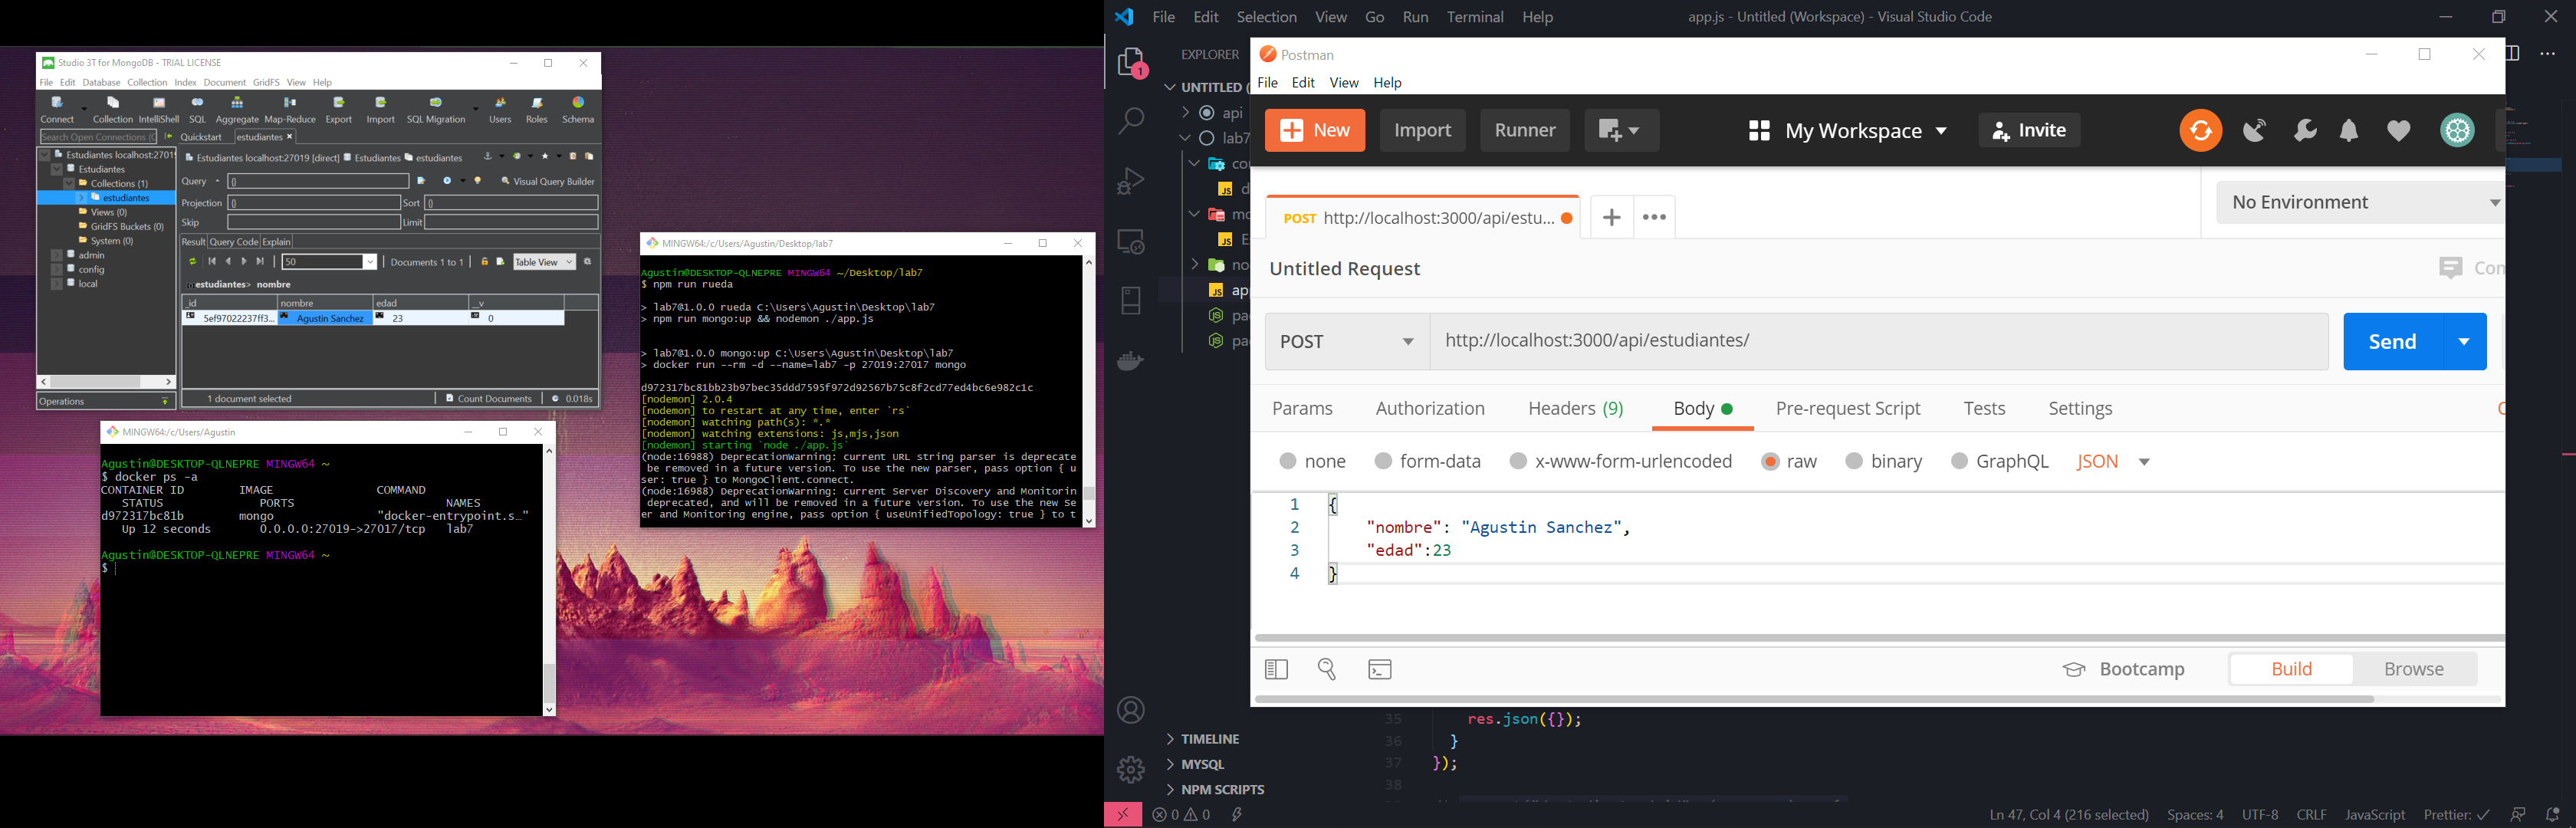 Studio 3T for MongoDB - TRIAL LICENSE
File Edit Database Collection Index Document GridFS View Help
Connect Collection IntelliShell SQL Aggregate Map-Reduce Export Import SQL Migration Users Roles Schema
Search Open Connections (C
Quickstart estudiantes
Estudiantes localhost:27019
Estudiantes
Collections (1)
estudiantes
Views (0)
GridFS Buckets (0)
System (0)
admin
config
local
Operations
Estudiantes localhost:27019 [direct] Estudiantes estudiantes
Query {} Visual Query Builder
Projection {} Sort {}
Skip Limit
Result Query Code Explain
50 Documents 1 to 1 Table View
estudiantes> nombre
_id nombre edad __v
5ef97022237ff3... Agustin Sanchez 23 0
1 document selected Count Documents 0.018s
MINGW64:/c/Users/Agustin
Agustin@DESKTOP-QLNEPRE MINGW64 ~
$ docker ps -a
CONTAINER ID IMAGE COMMAND
STATUS PORTS NAMES
d972317bc81b mongo "docker-entrypoint.s…"
Up 12 seconds 0.0.0.0:27019->27017/tcp lab7
Agustin@DESKTOP-QLNEPRE MINGW64 ~
$
MINGW64:/c/Users/Agustin/Desktop/lab7
Agustin@DESKTOP-QLNEPRE MINGW64 ~/Desktop/lab7
$ npm run rueda
> lab7@1.0.0 rueda C:\Users\Agustin\Desktop\lab7
> npm run mongo:up && nodemon ./app.js
> lab7@1.0.0 mongo:up C:\Users\Agustin\Desktop\lab7
> docker run --rm -d --name=lab7 -p 27019:27017 mongo
d972317bc81bb23b97bec35ddd7595f972d92567b75c8f2cd77ed4bc6e982c1c
[nodemon] 2.0.4
[nodemon] to restart at any time, enter `rs`
[nodemon] watching path(s): *.*
[nodemon] watching extensions: js,mjs,json
[nodemon] starting `node ./app.js`
(node:16988) DeprecationWarning: current URL string parser is deprecate
be removed in a future version. To use the new parser, pass option { u
ser: true } to MongoClient.connect.
(node:16988) DeprecationWarning: current Server Discovery and Monitorin
deprecated, and will be removed in a future version. To use the new Se
er and Monitoring engine, pass option { useUnifiedTopology: true } to t
File Edit Selection View Go Run Terminal Help app.js - Untitled (Workspace) - Visual Studio Code
EXPLORER
1
UNTITLED (
api
lab7
co
d
mo
E
no
ap
pa
pa
TIMELINE
MYSQL
NPM SCRIPTS
Postman
File Edit View Help
New Import Runner My Workspace Invite
POST http://localhost:3000/api/estu...
No Environment
Untitled Request
Con
POST http://localhost:3000/api/estudiantes/ Send
Params Authorization Headers (9) Body Pre-request Script Tests Settings
none form-data x-www-form-urlencoded raw binary GraphQL JSON
1 {
2 "nombre": "Agustin Sanchez",
3 "edad":23
4 }
Bootcamp Build Browse
35 res.json({});
36 }
37 });
38
0 0
Ln 47, Col 4 (216 selected) Spaces: 4 UTF-8 CRLF JavaScript Prettier: ✓